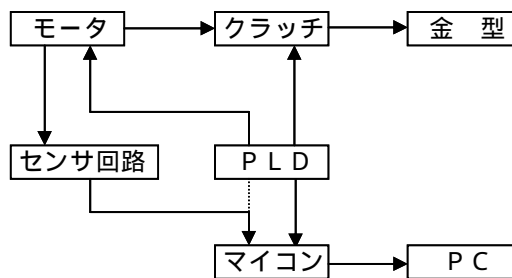 モータ
クラッチ
金　型
センサ回路
ＰＬＤ
マイコン
ＰＣ